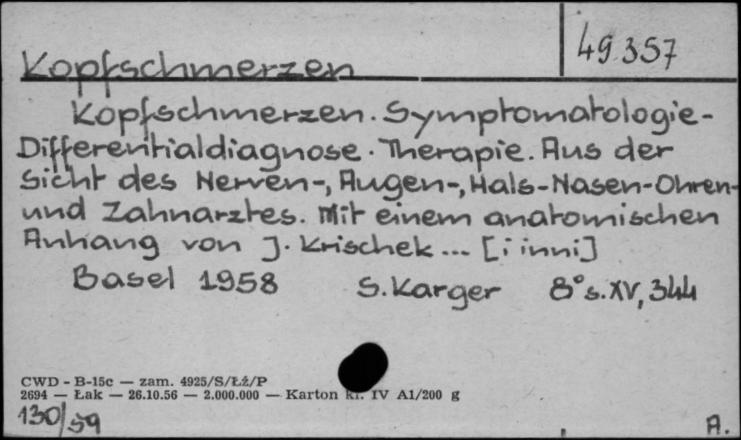 49.357
Kopfschmerzen
Kopfschmerzen. Symptomatologie-
Differentialdiagnose. Therapie. Aus der
Sicht des Nerven-, Augen-, Hals-Nasen-Ohren-
und Zahnarztes. Mit einem anatomischen
Anhang von J. Krischek ... [i inni]
Basel 1958 S. Karger 8° s. XV, 344
CWD - B-15c — zam. 4925/S/Łż/P
2694 — Łak — 26.10.56 — 2.000.000 — Karton kl. IV A1/200 g
130/59 A.